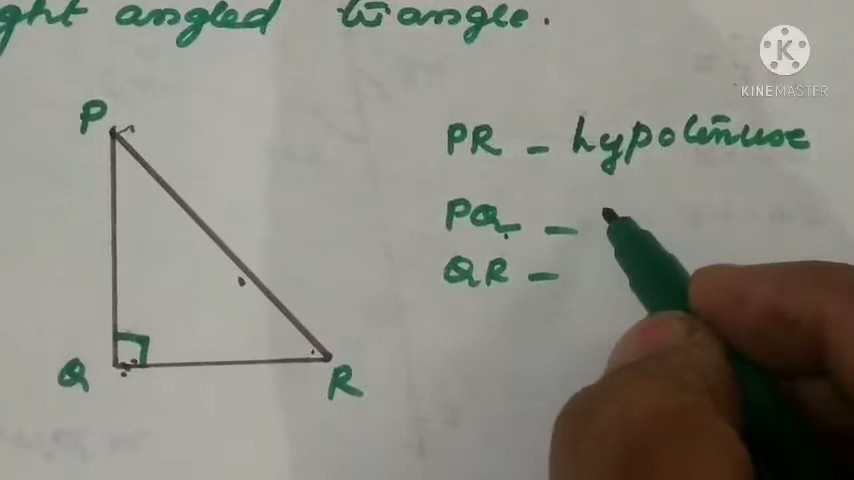 ght angled triangle.
K
KINEMASTER
P
PR - hypotenuse
PQ -
QR -
Q
R